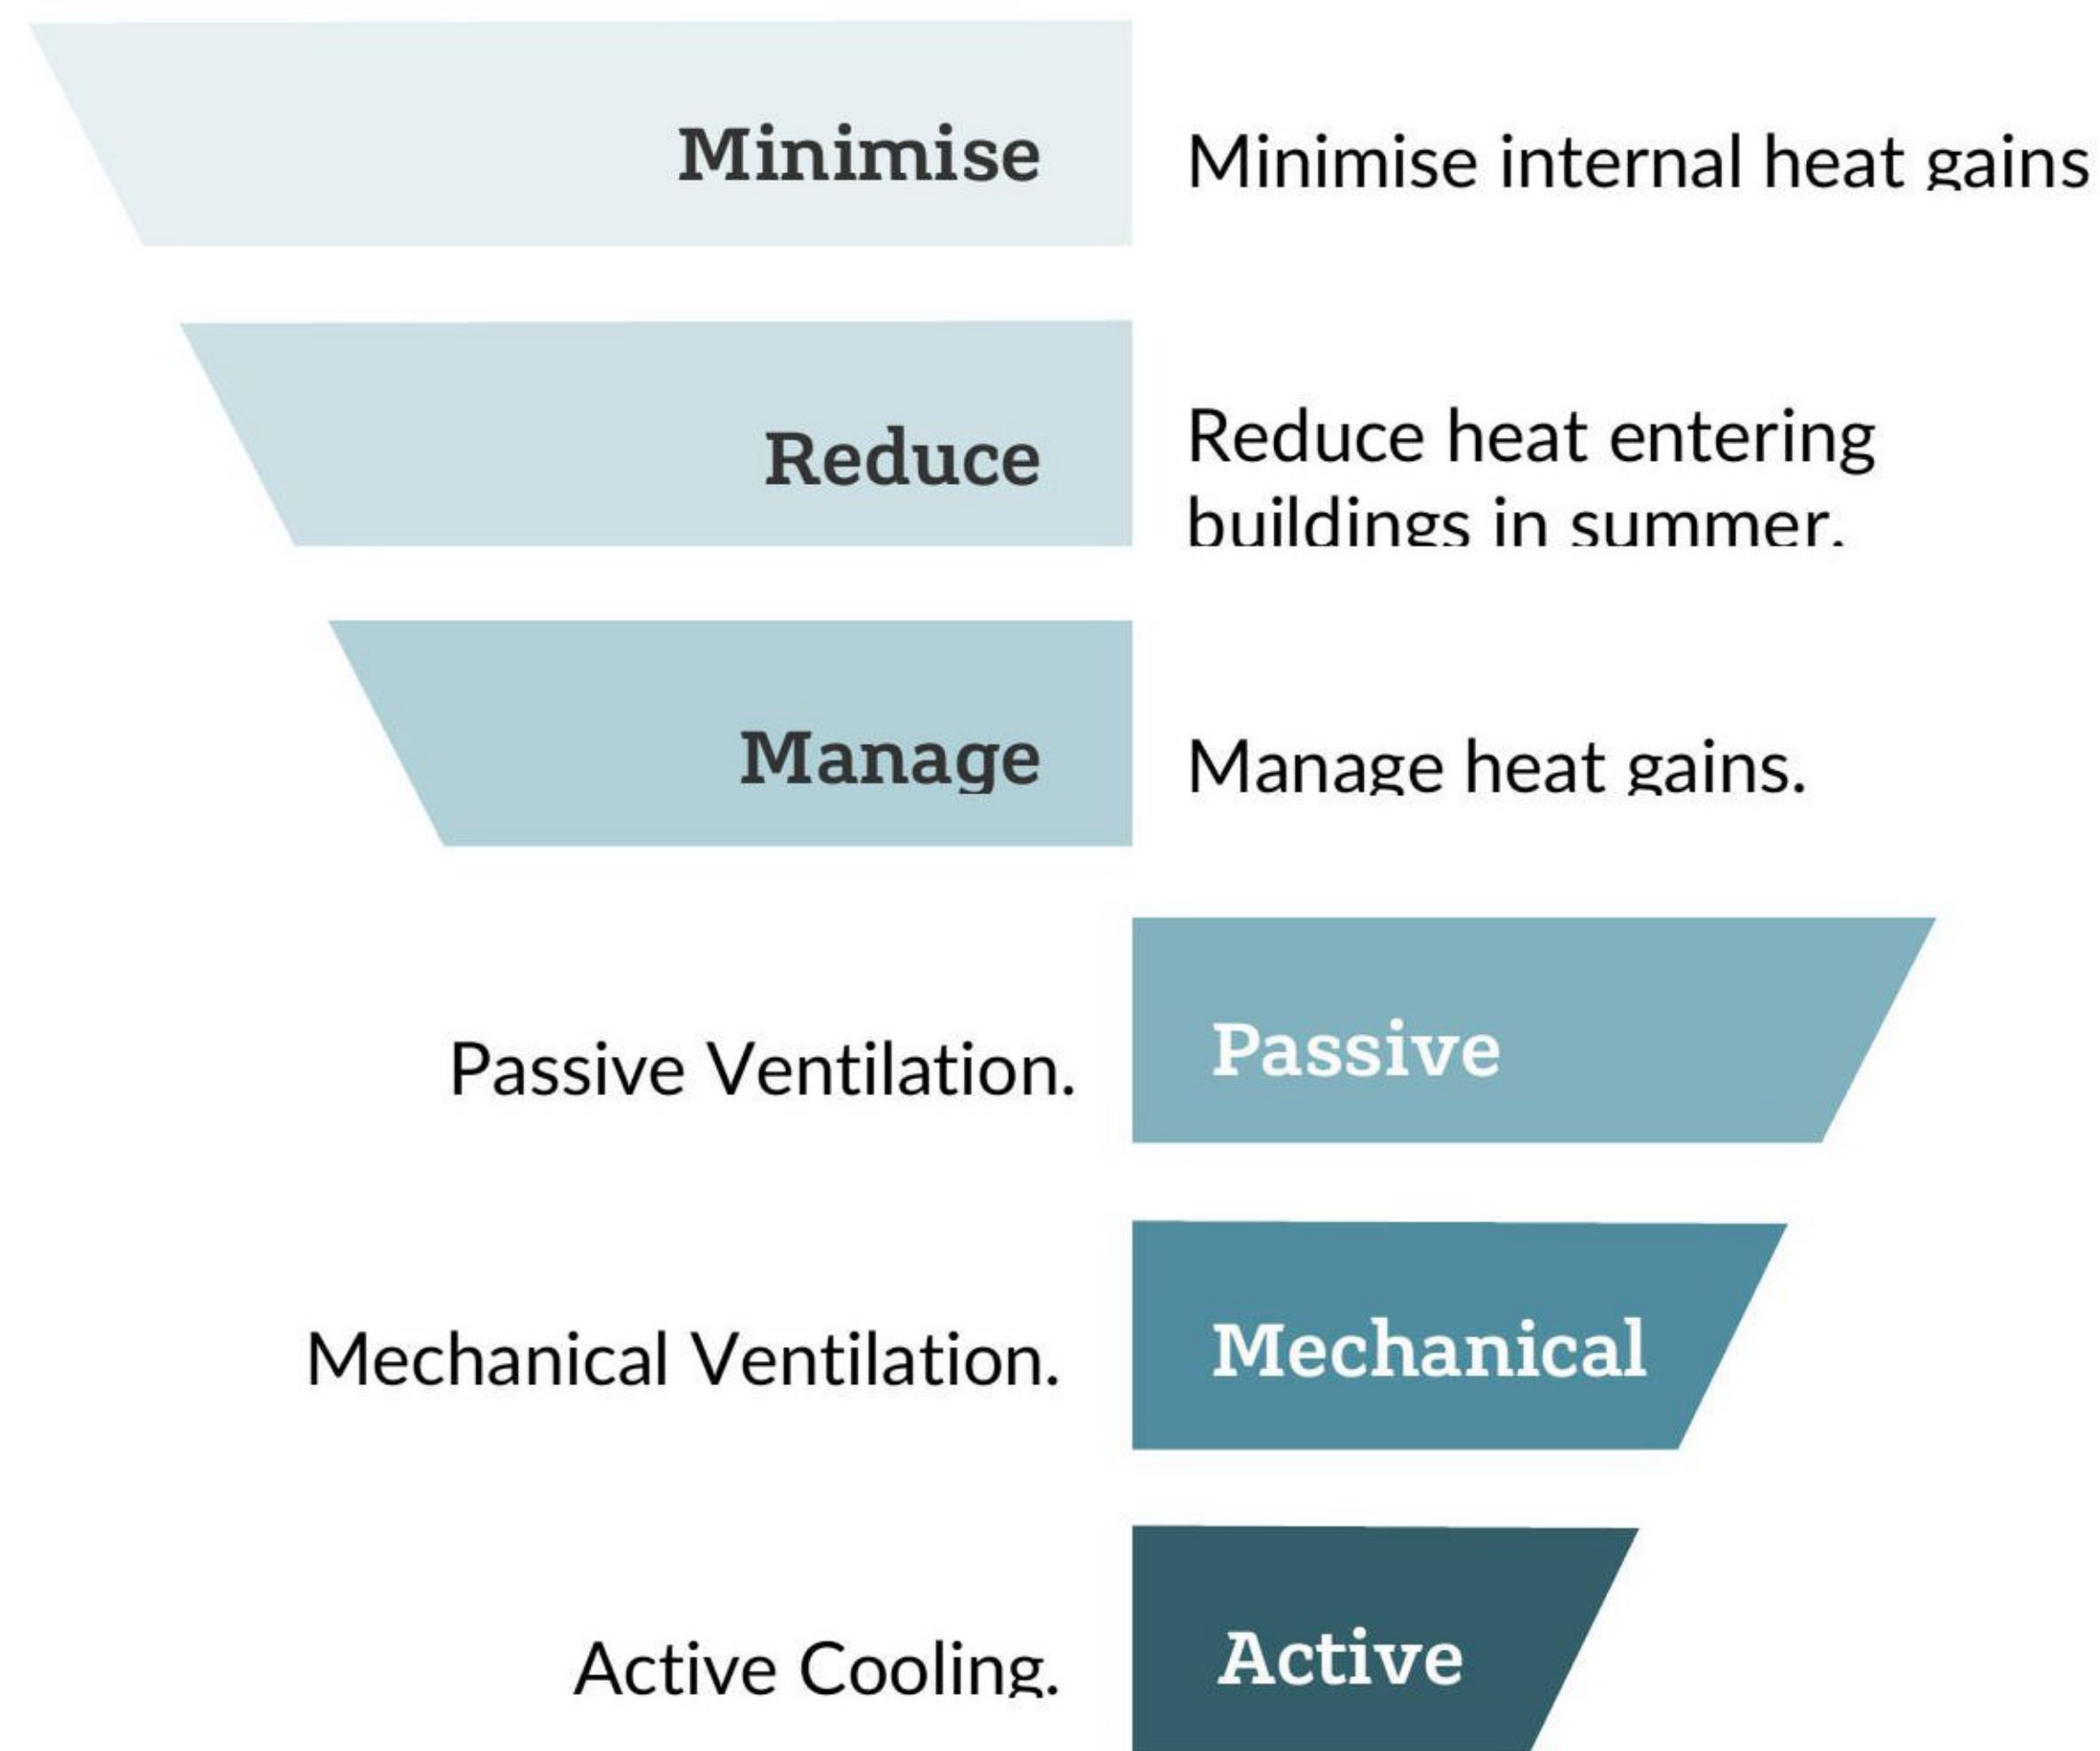 Minimise
Minimise internal heat gains
Reduce
Reduce heat entering
buildings in summer.
Manage
Manage heat gains.
Passive Ventilation.
Passive
Mechanical Ventilation.
Mechanical
Active Cooling.
Active